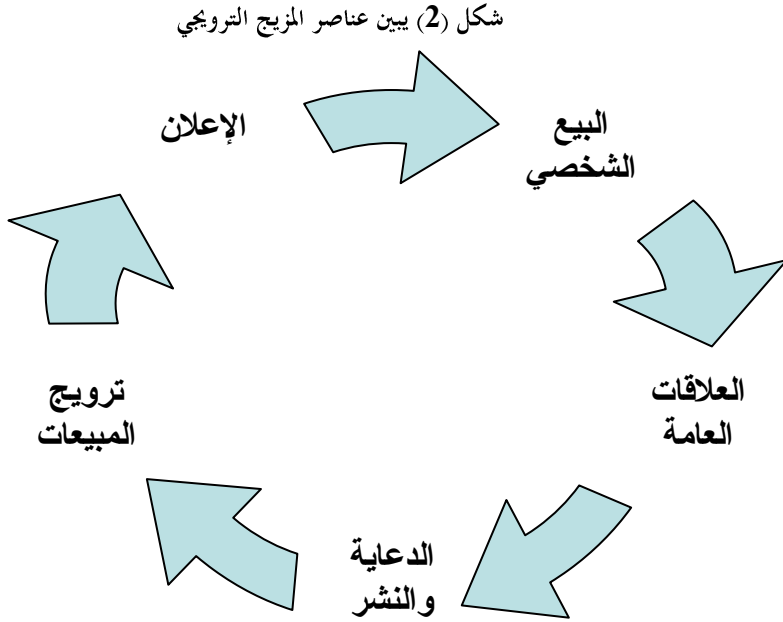 شكل (2) يبين عناصر المزيج الترويجي
الإعلان
البيع
الشخصي
العلاقات
العامة
الدعاية
والنشر
ترويج
المبيعات